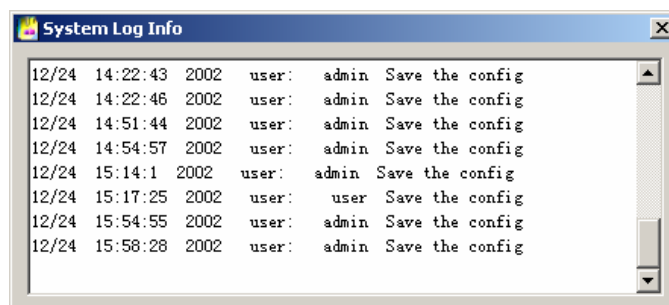 System Log Info
12/24 14:22:43 2002 user: admin Save the config
12/24 14:22:46 2002 user: admin Save the config
12/24 14:51:44 2002 user: admin Save the config
12/24 14:54:57 2002 user: admin Save the config
12/24 15:14:1 2002 user: admin Save the config
12/24 15:17:25 2002 user: user Save the config
12/24 15:54:55 2002 user: admin Save the config
12/24 15:58:28 2002 user: admin Save the config